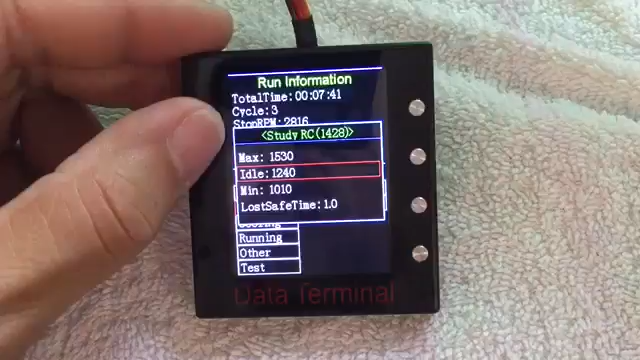 Run Information
TotalTime: 00:07:41
Cycle: 3
StopRPM: 2816
<Study RC(1428)>
Max: 1530
Idle: 1240
Min: 1010
LostSafeTime: 1.0
Running
Other
Test
Data Terminal